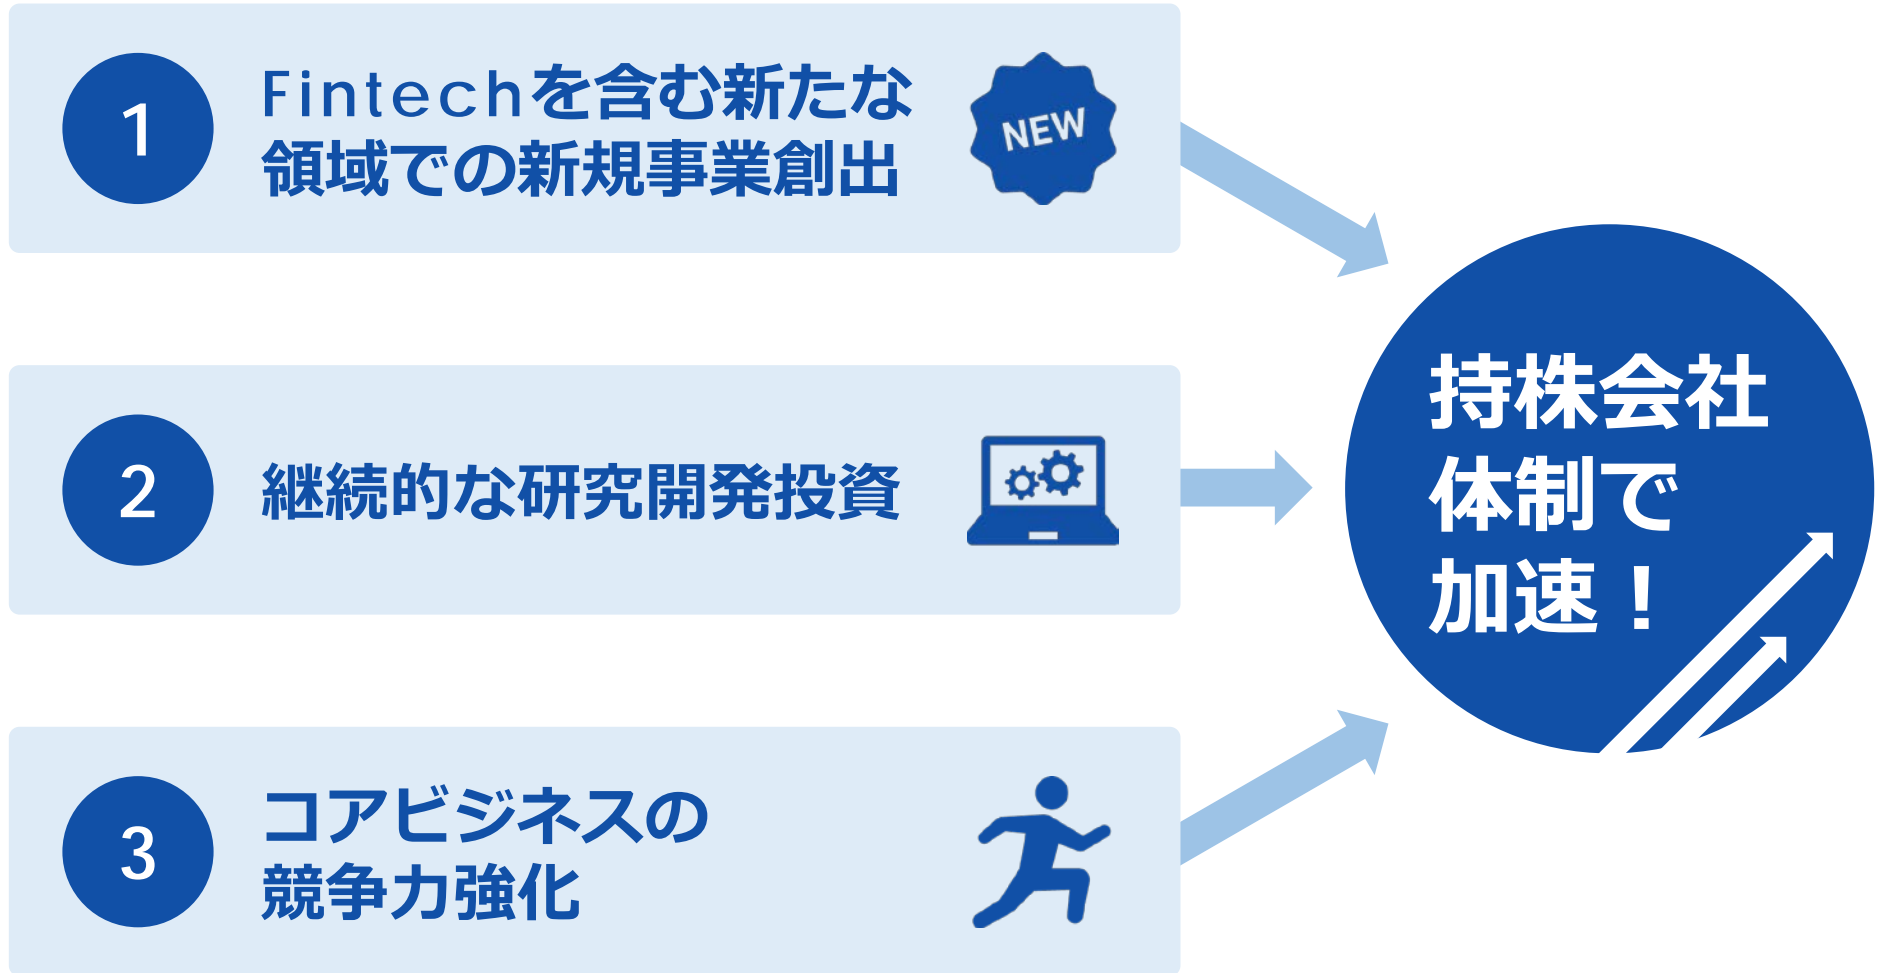 1
Fintechを含む新たな
領域での新規事業創出
NEW
2
継続的な研究開発投資
3
コアビジネスの
競争力強化
持株会社
体制で
加速！